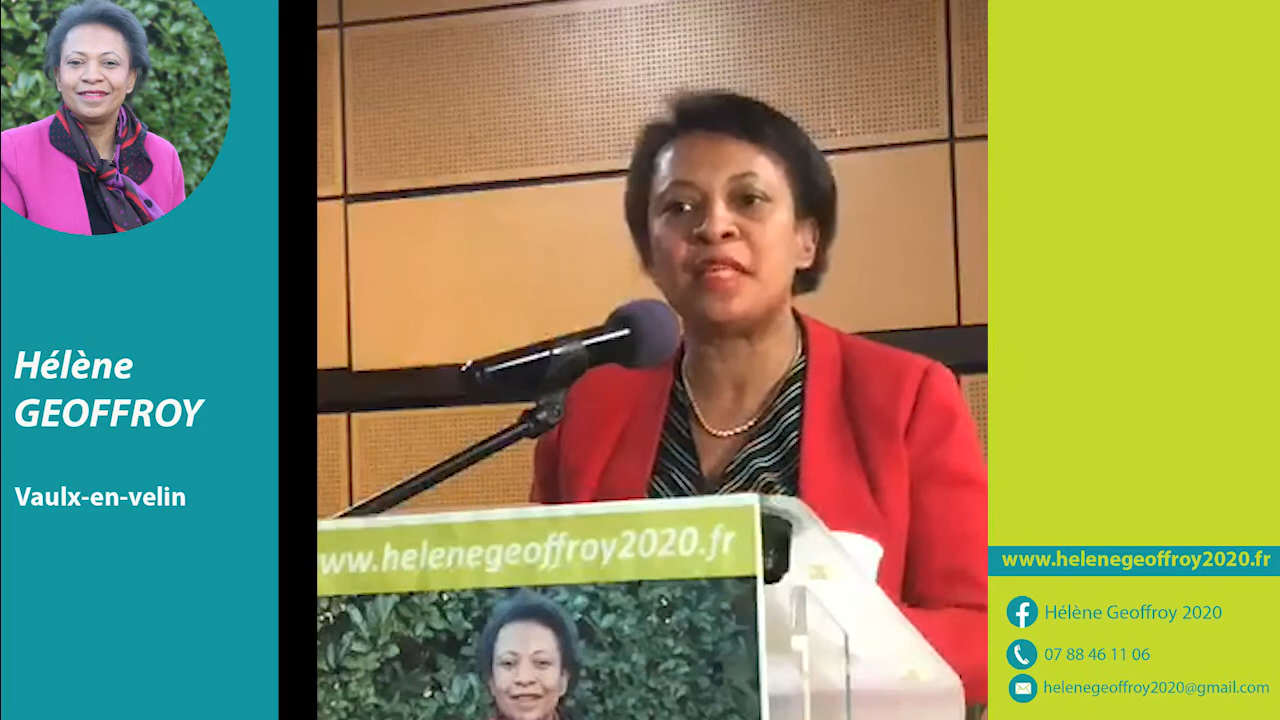 Hélène
GEOFFROY
Vaulx-en-velin
www.helenegeoffroy2020.fr
www.helenegeoffroy2020.fr
Hélène Geoffroy 2020
07 88 46 11 06
helenegeoffroy2020@gmail.com